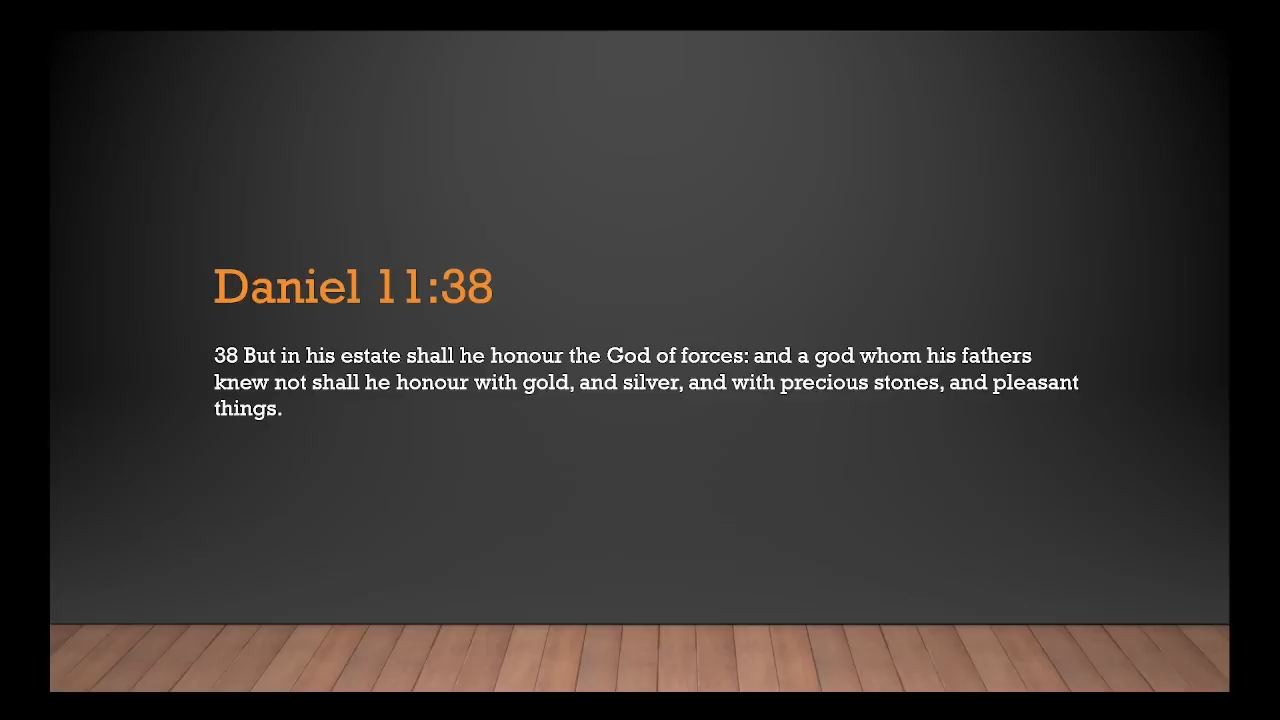 Daniel 11:38
38 But in his estate shall he honour the God of forces: and a god whom his fathers
knew not shall he honour with gold, and silver, and with precious stones, and pleasant
things.